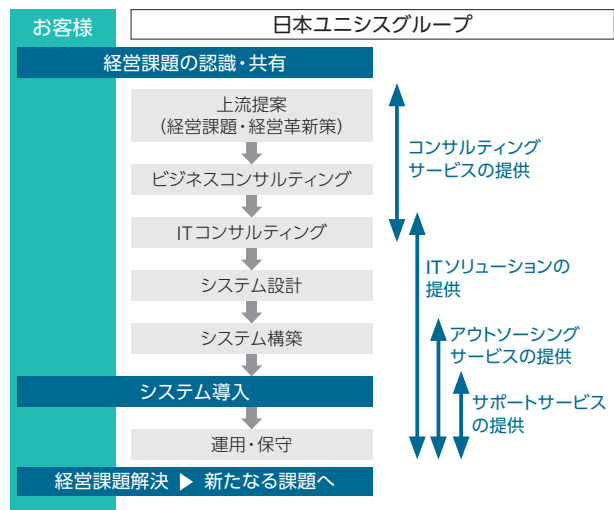 お客様
日本ユニシスグループ
経営課題の認識・共有
上流提案
(経営課題・経営革新策)
ビジネスコンサルティング
ITコンサルティング
システム設計
システム構築
システム導入
運用・保守
経営課題解決 ▶ 新たなる課題へ
コンサルティング
サービスの提供
ITソリューションの
提供
アウトソーシング
サービスの提供
サポートサービス
の提供